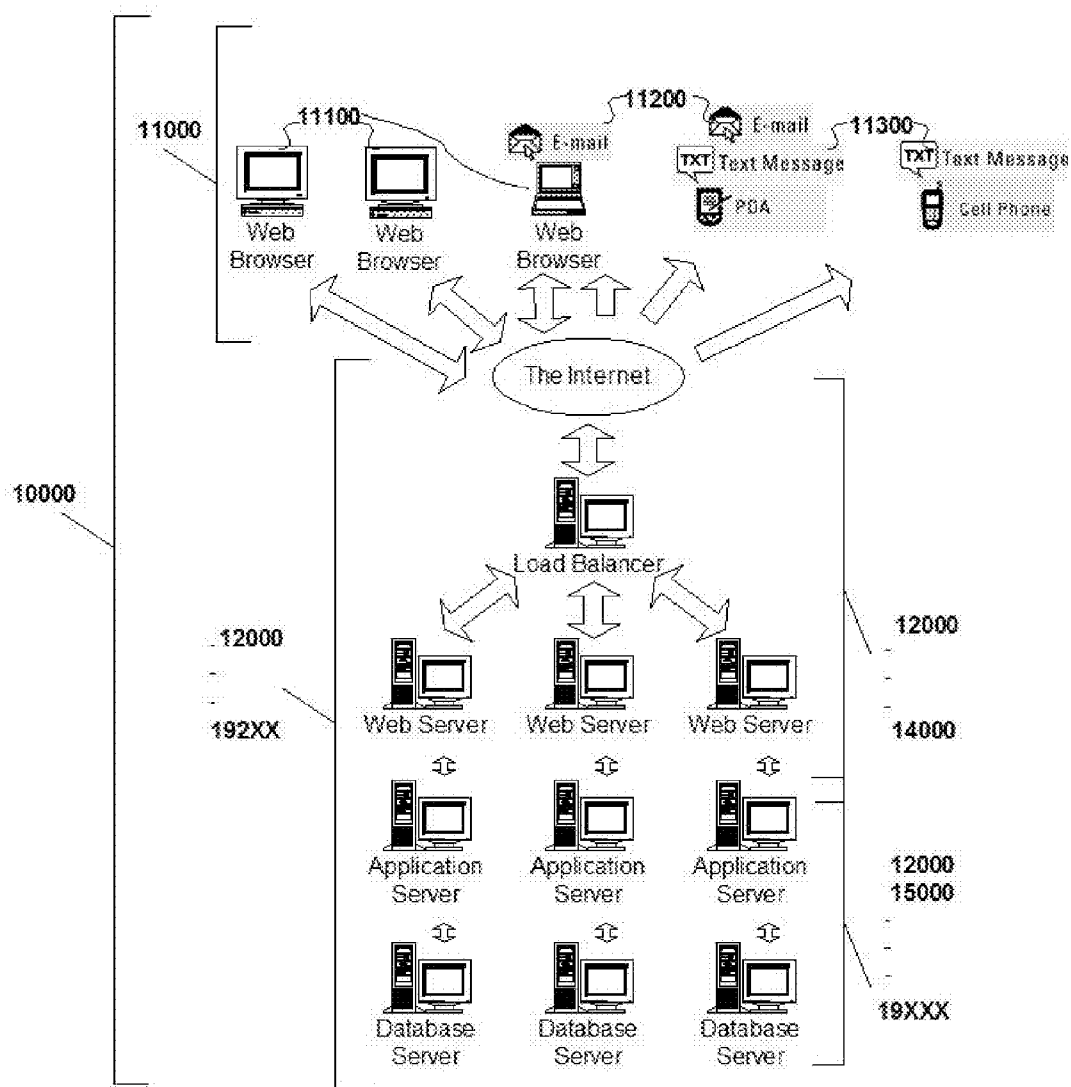 11000
11100
11200
11300
E-mail
E-mail
TXT Text Message
TXT Text Message
PDA
Cell Phone
Web Browser
Web Browser
Web Browser
The Internet
10000
Load Balancer
12000
192XX
12000
14000
Web Server
Web Server
Web Server
Application Server
Application Server
Application Server
12000
15000
19XXX
Database Server
Database Server
Database Server